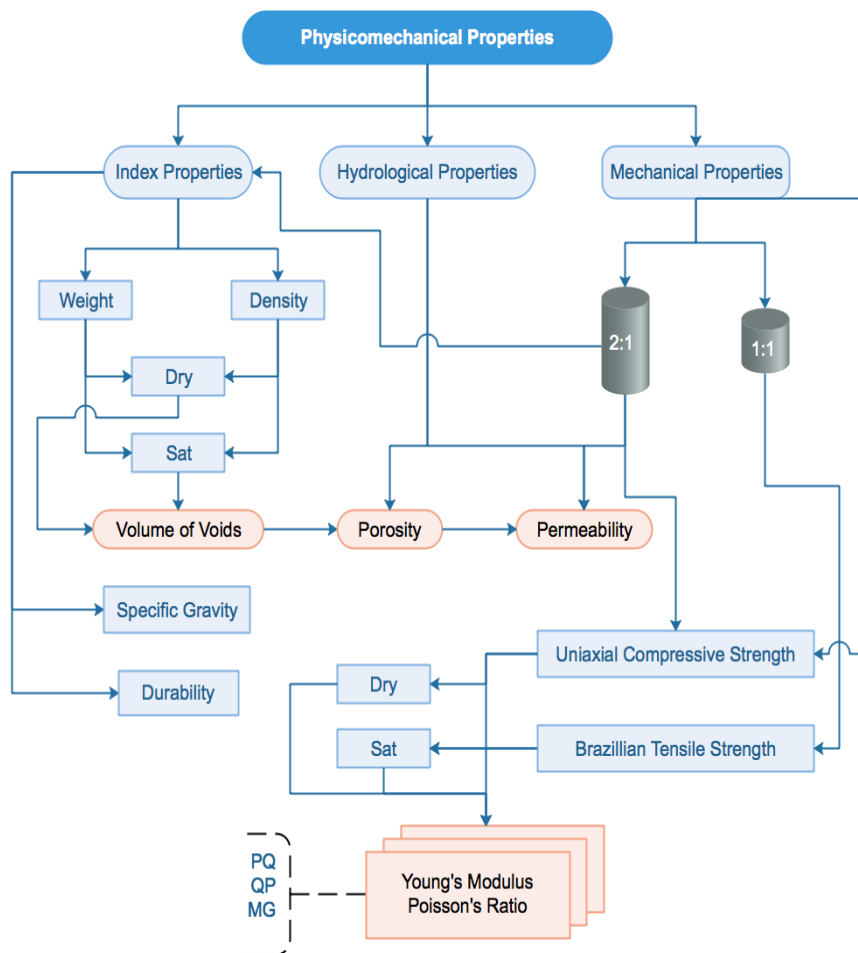 Physicomechanical Properties
Index Properties
Hydrological Properties
Mechanical Properties
Weight
Density
2:1
1:1
Dry
Sat
Volume of Voids
Porosity
Permeability
Specific Gravity
Uniaxial Compressive Strength
Dry
Durability
Sat
Brazillian Tensile Strength
PQ
QP
MG
Young's Modulus
Poisson's Ratio